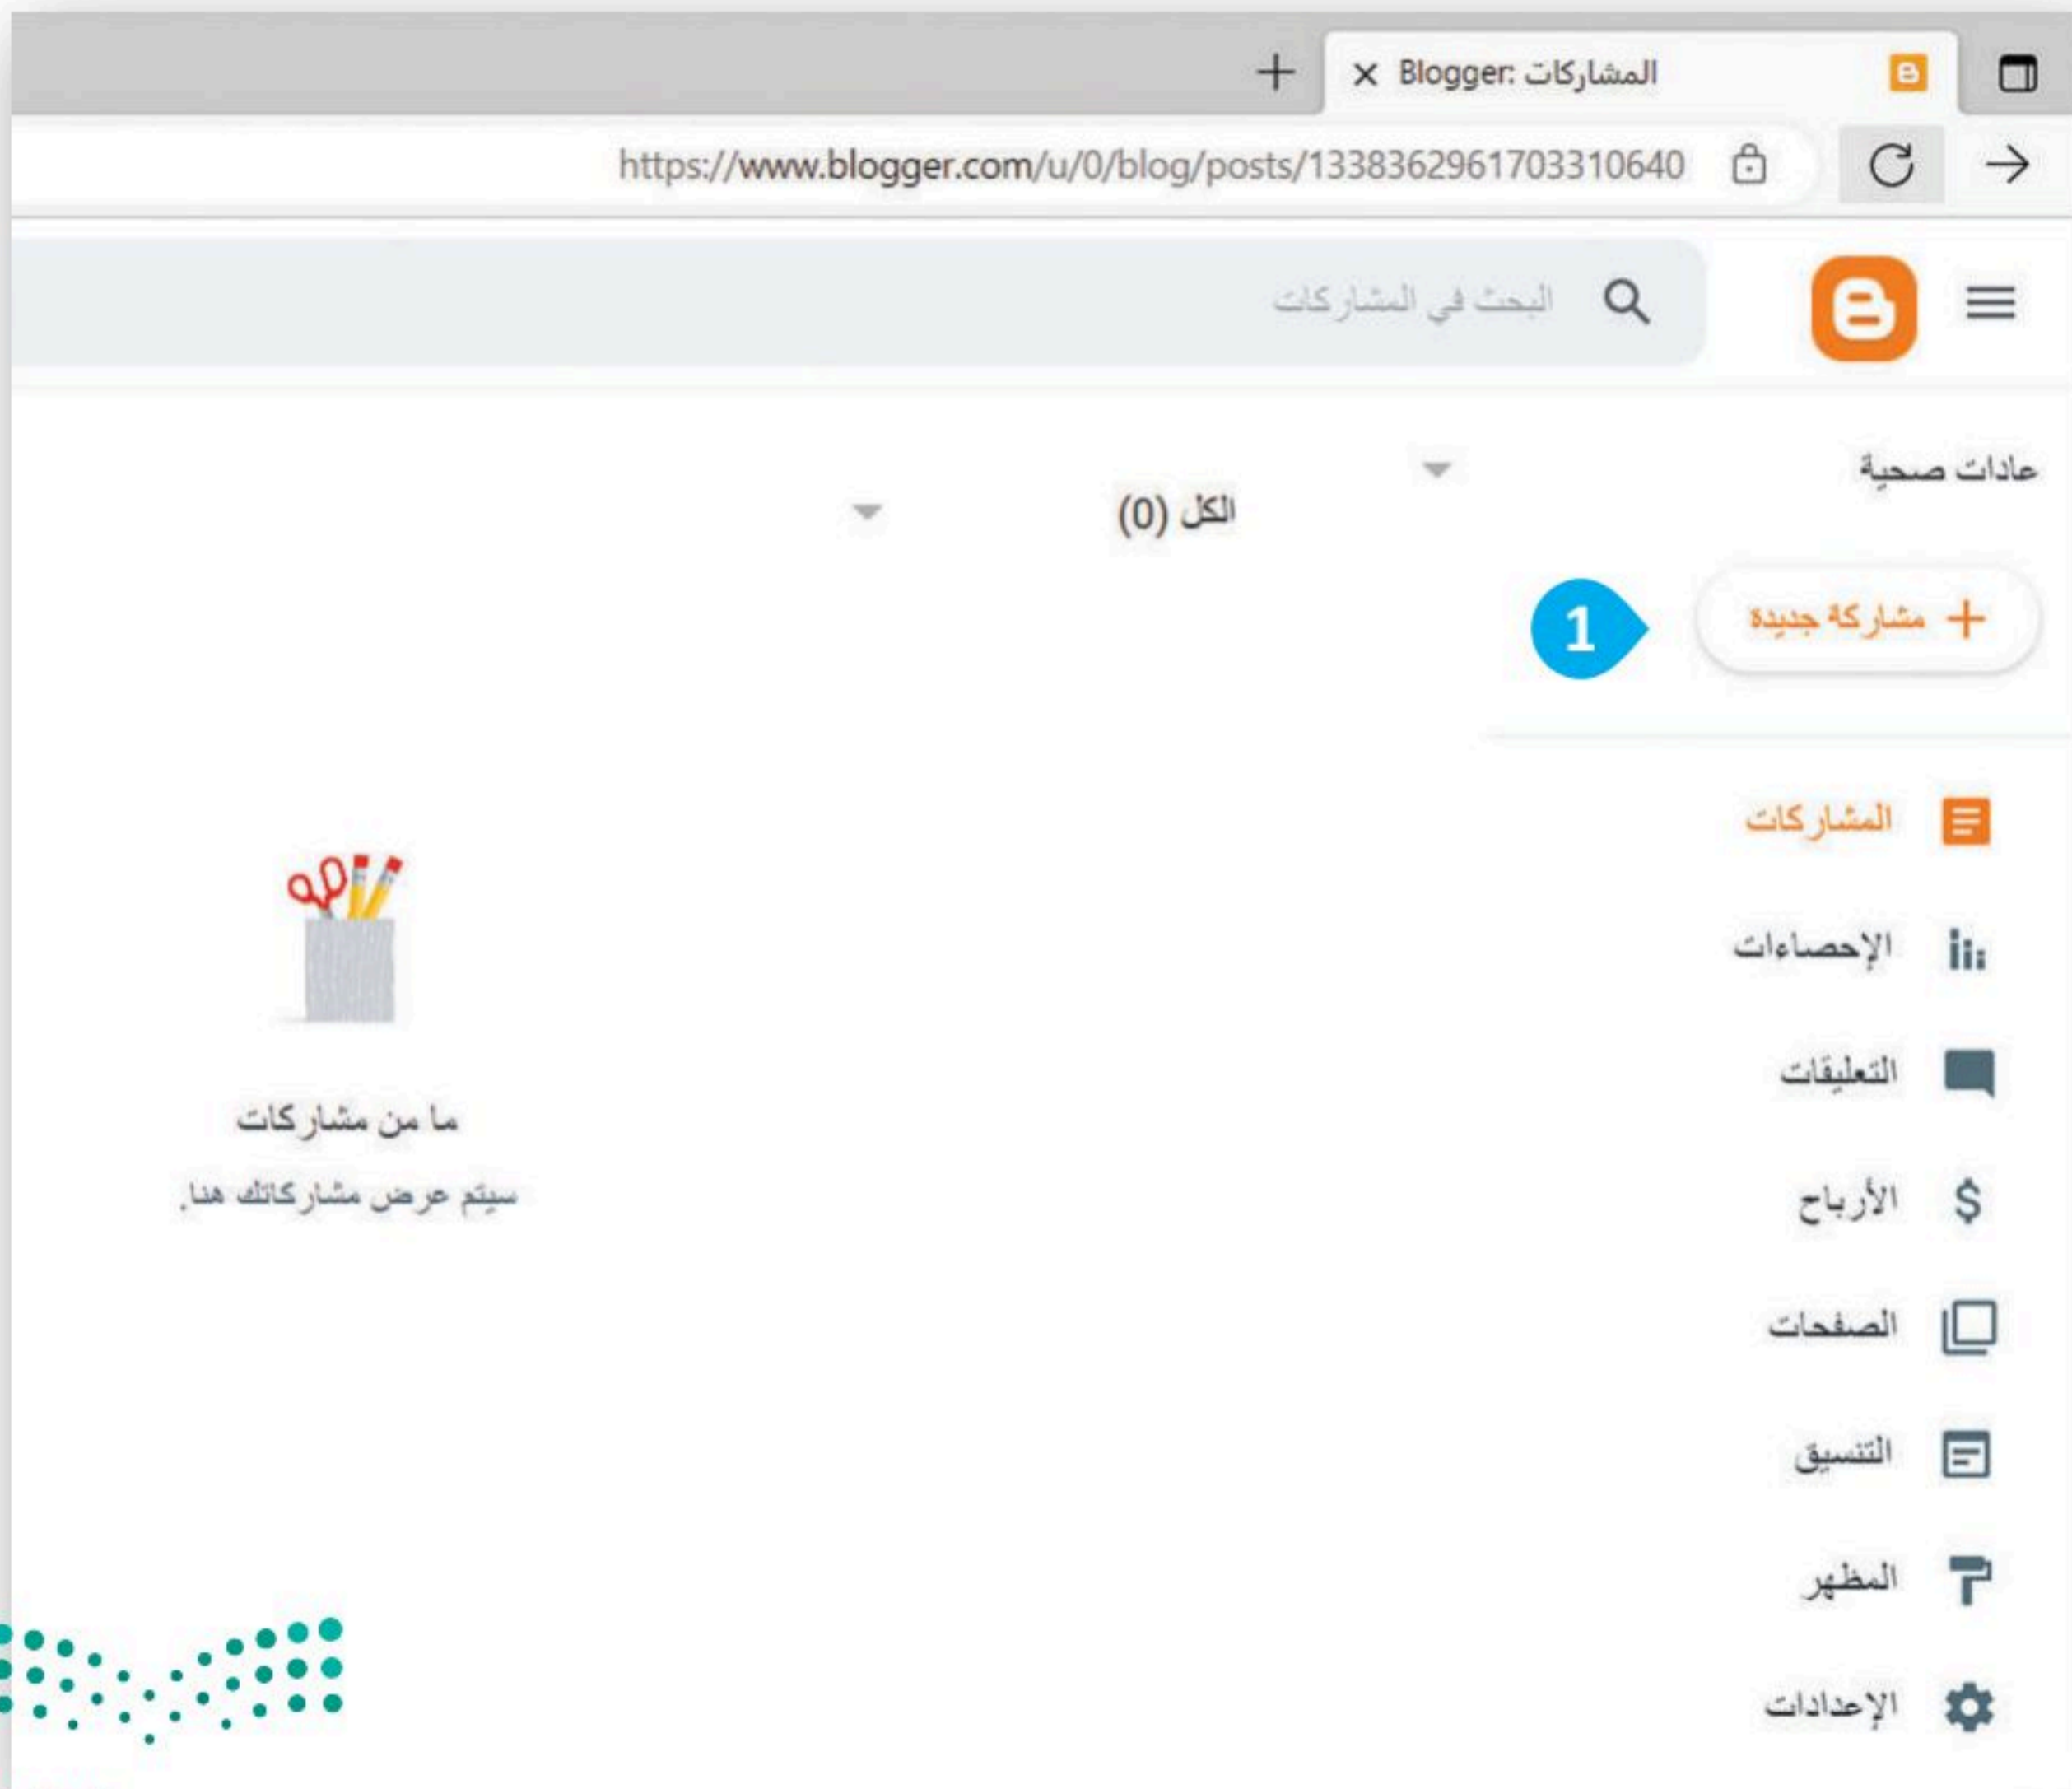 Blogger: المشاركات
https://www.blogger.com/u/0/blog/posts/1338362961703310640
البحث في المشاركات
عادات صحية
الكل (0)
+ مشاركة جديدة
1
المشاركات
الإحصاءات
التعليقات
الأرباح
الصفحات
التنسيق
المظهر
الإعدادات
ما من مشاركات
سيتم عرض مشاركاتك هنا.